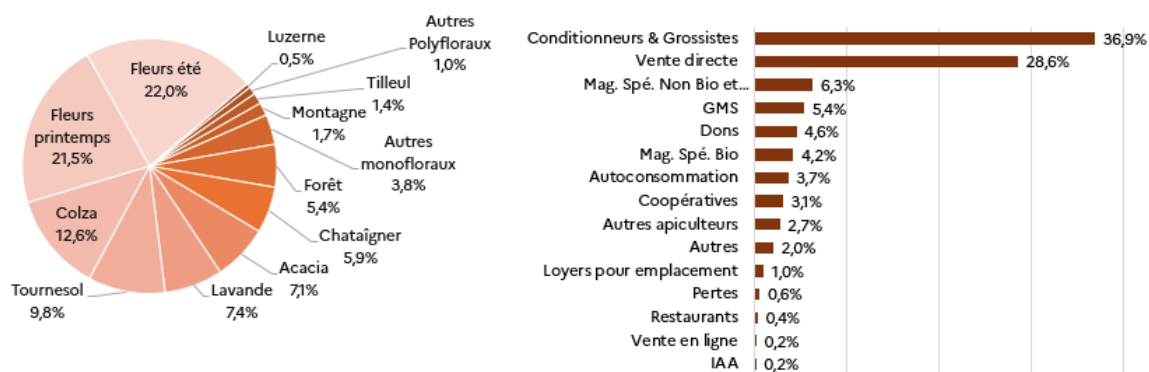 Fleurs été
22,0%
Luzerne
0,5%
Autres
Polyfloraux
1,0%
Tilleul
1,4%
Montagne
1,7%
Autres
monofloraux
3,8%
Forêt
5,4%
Chataîgner
5,9%
Acacia
7,1%
Lavande
7,4%
Tournesol
9,8%
Colza
12,6%
Fleurs
printemps
21,5%
Conditionneurs & Grossistes 36,9%
Vente directe 28,6%
Mag. Spé. Non Bio et... 6,3%
GMS 5,4%
Dons 4,6%
Mag. Spé. Bio 4,2%
Autoconsommation 3,7%
Coopératives 3,1%
Autres apiculteurs 2,7%
Autres 2,0%
Loyers pour emplacement 1,0%
Pertes 0,6%
Restaurants 0,4%
Vente en ligne 0,2%
IAA 0,2%